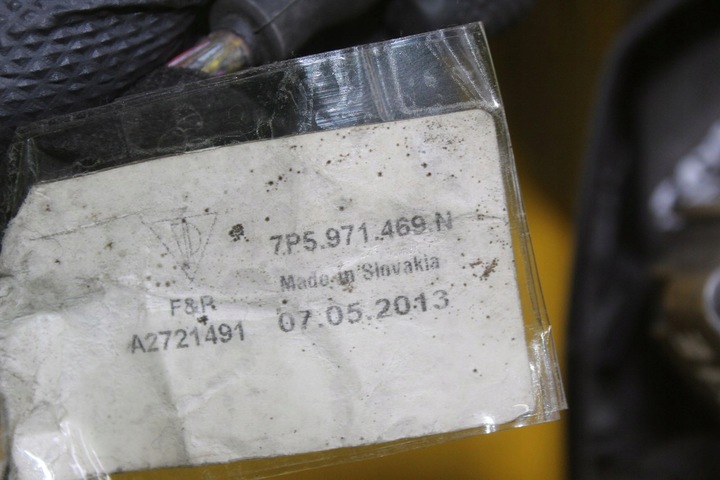 7P5.971.469.N
Made in Slovakia
F&P
07.05.2013
A2721491